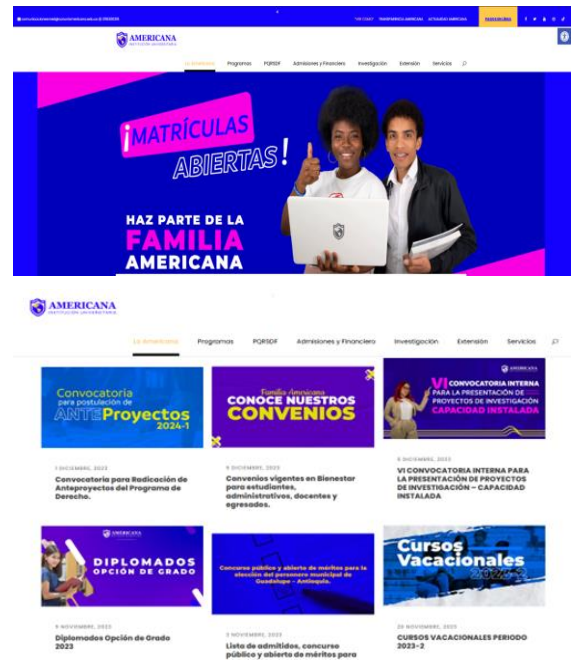 AMERICANA
INSTITUCIÓN UNIVERSITARIA
La Americana Programas PQRSDF Admisiones y Financiero Investigación Extensión Servicios
¡MATRÍCULAS
ABIERTAS!
HAZ PARTE DE LA
FAMILIA
AMERICANA
AMERICANA
INSTITUCIÓN UNIVERSITARIA
La Americana Programas PQRSDF Admisiones y Financiero Investigación Extensión Servicios
Convocatoria
para postulación de
ANTEProyectos
2024-1
Familia Americana
CONOCE NUESTROS
CONVENIOS
AMERICANA
VI CONVOCATORIA INTERNA
PARA LA PRESENTACIÓN DE
PROYECTOS DE INVESTIGACIÓN
CAPACIDAD INSTALADA
1 DICIEMBRE, 2023
Convocatoria para Radicación de
Anteproyectos del Programa de
Derecho.
DICIEMBRE, 2023
Convenios vigentes en Bienestar
para estudiantes,
administrativos, docentes y
egresados.
DICIEMBRE, 2023
VI CONVOCATORIA INTERNA PARA
LA PRESENTACIÓN DE PROYECTOS
DE INVESTIGACIÓN – CAPACIDAD
INSTALADA
AMERICANA
DIPLOMADOS
OPCIÓN DE GRADO
Concurso público y abierto de méritos para la
elección del personero municipal de
Guadalupe - Antioquia.
Cursos
Vacacionales
2023-2
NOVIEMBRE, 2023
Diplomados Opción de Grado
2023
NOVIEMBRE, 2023
Lista de admitidos, concurso
público y abierto de méritos para
NOVIEMBRE, 2023
CURSOS VACACIONALES PERIODO
2023-2